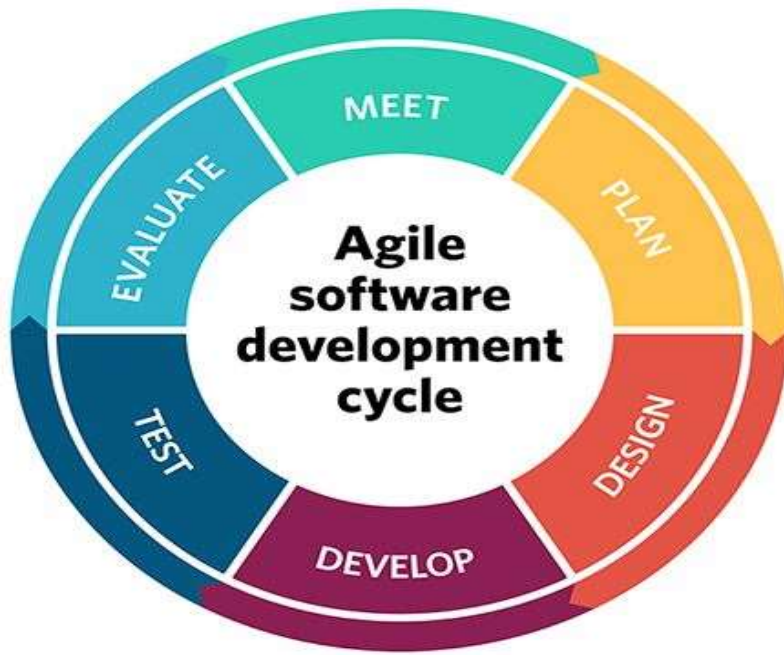 MEET
PLAN
DESIGN
DEVELOP
TEST
EVALUATE
Agile
software
development
cycle